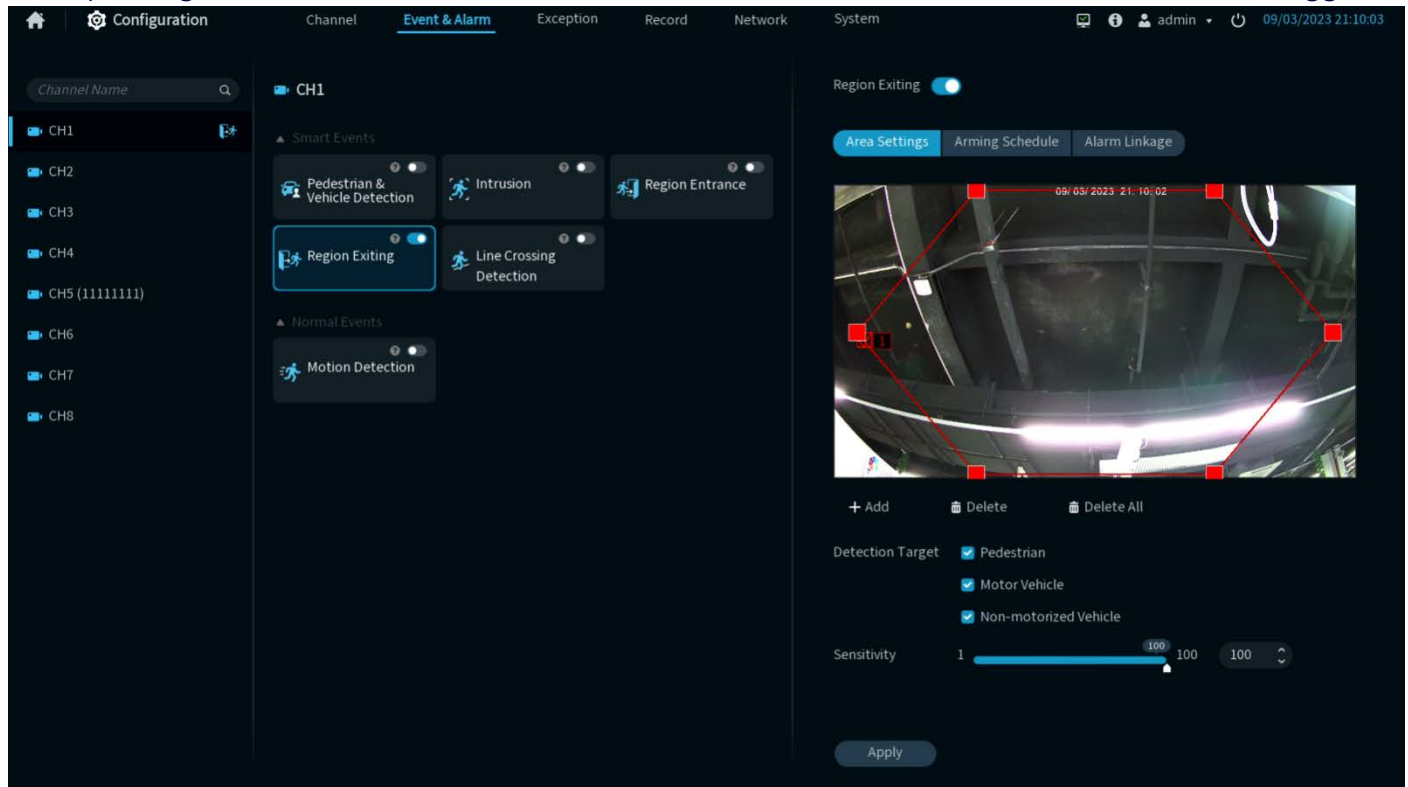 Configuration
Channel
Event & Alarm
Exception
Record
Network
System
admin
09/03/2023 21:10:03
Channel Name
CH1
CH2
CH3
CH4
CH5 (11111111)
CH6
CH7
CH8
CH1
Smart Events
Pedestrian &
Vehicle Detection
Intrusion
Region Entrance
Region Exiting
Line Crossing
Detection
Normal Events
Motion Detection
Region Exiting
Area Settings
Arming Schedule
Alarm Linkage
09/03/2023 21:10:02
1
+ Add
Delete
Delete All
Detection Target
Pedestrian
Motor Vehicle
Non-motorized Vehicle
Sensitivity
1
100
100
100
Apply